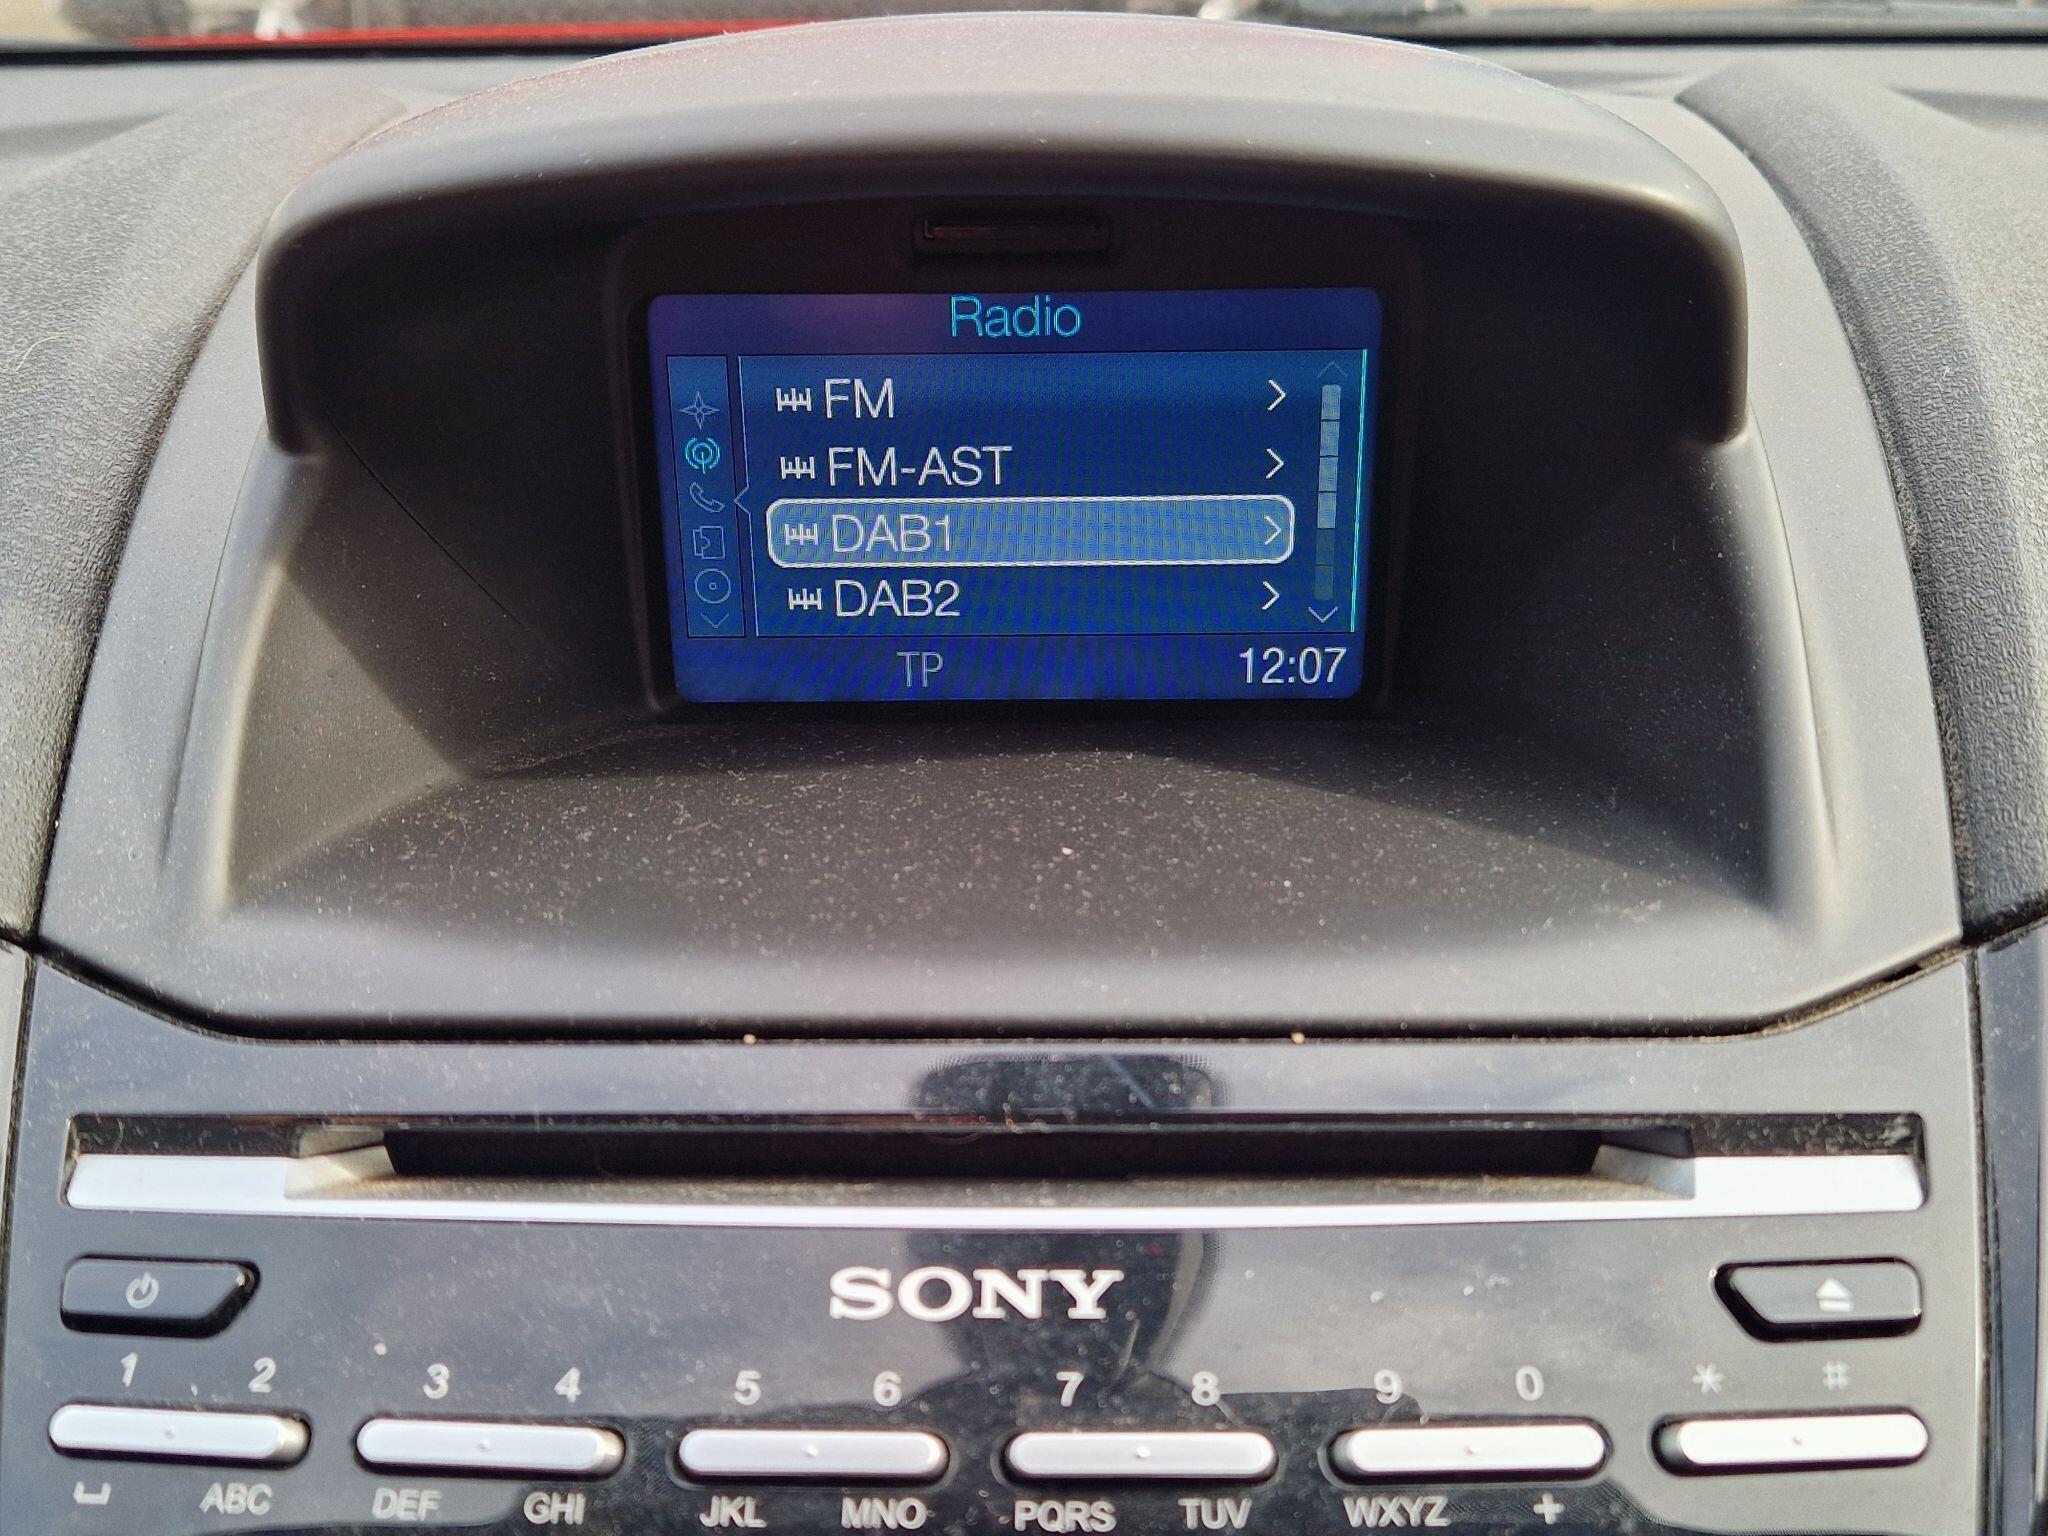 Radio
FM
FM-AST
DAB1
DAB2
TP 12:07
SONY
1 2 3 4 5 6 7 8 9 0 * #
ABC DEF GHI JKL MNO PQRS TUV WXYZ +